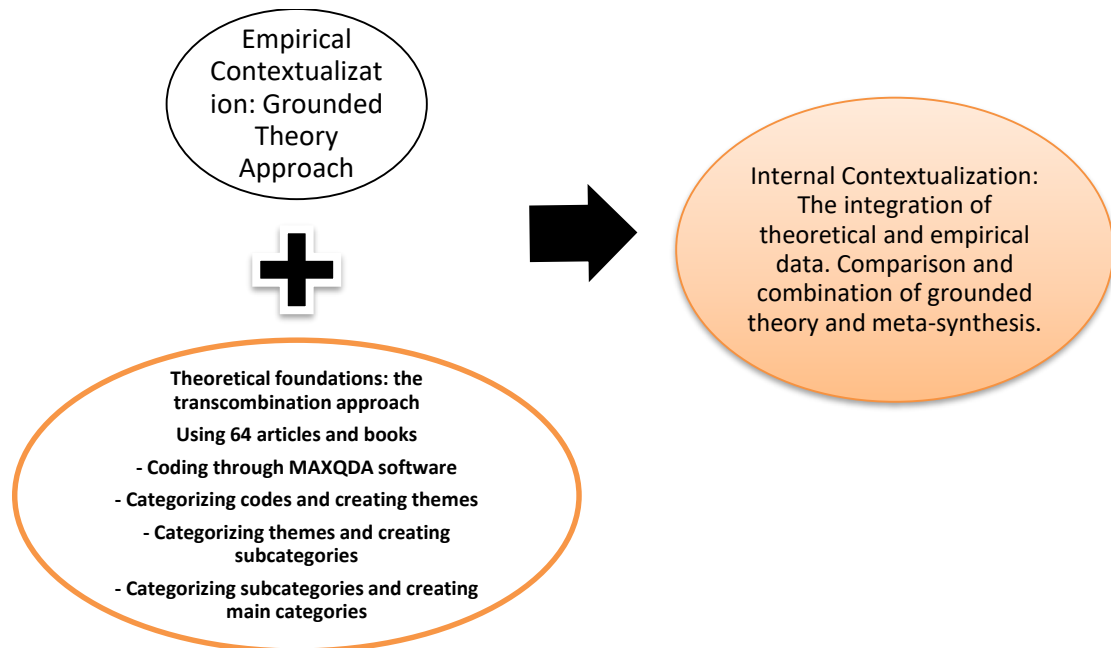 Empirical
Contextualizat
ion: Grounded
Theory
Approach
Theoretical foundations: the
transcombination approach
Using 64 articles and books
- Coding through MAXQDA software
- Categorizing codes and creating themes
- Categorizing themes and creating
subcategories
- Categorizing subcategories and creating
main categories
Internal Contextualization:
The integration of
theoretical and empirical
data. Comparison and
combination of grounded
theory and meta-synthesis.